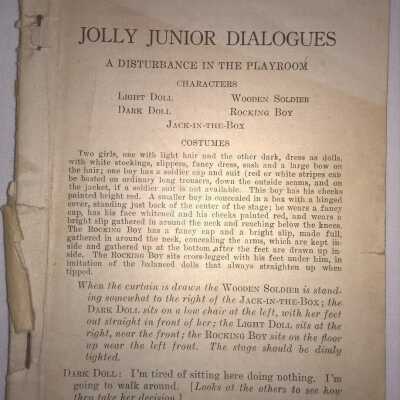 JOLLY JUNIOR DIALOGUES
A DISTURBANCE IN THE PLAYROOM
CHARACTERS
LIGHT DOLL WOODEN SOLDIER
DARK DOLL ROCKING BOY
JACK-IN-THE-BOX
COSTUMES
Two girls, one with light hair and the other dark, dress as dolls,
with white stockings, slippers, fancy dress, sash and a large bow on
the hair; one boy has a soldier cap and suit (red or white stripes can
be basted on ordinary long trousers, down the outside seams, and on
the jacket, if a soldier suit is not available. This boy has his cheeks
painted bright red. A smaller boy is concealed in a box with a hinged
cover, standing just back of the center of the stage; he wears a fancy
cap, has his face whitened and his cheeks painted red, and wears a
bright slip gathered in around the neck and reaching below the knees.
The ROCKING BOY has a fancy cap and a bright slip, made full,
gathered in around the neck, concealing the arms, which are kept in-
side and gathered up at the bottom after the feet are drawn up in-
side. The ROCKING BOY sits cross-legged with his feet under him, in
imitation of the balanced dolls that always straighten up when
tipped.
When the curtain is drawn the WOODEN SOLDIER is stand-
ing somewhat to the right of the JACK-IN-THE-BOX; the
DARK DOLL sits on a low chair at the left, with her feet
out straight in front of her; the LIGHT DOLL sits at the
right, near the front; the ROCKING BOY sits on the floor
up near the left front. The stage should be dimly
lighted.
DARK DOLL: I'm tired of sitting here doing nothing. I'm
going to walk around. [Looks at the others to see how
they take her decision]